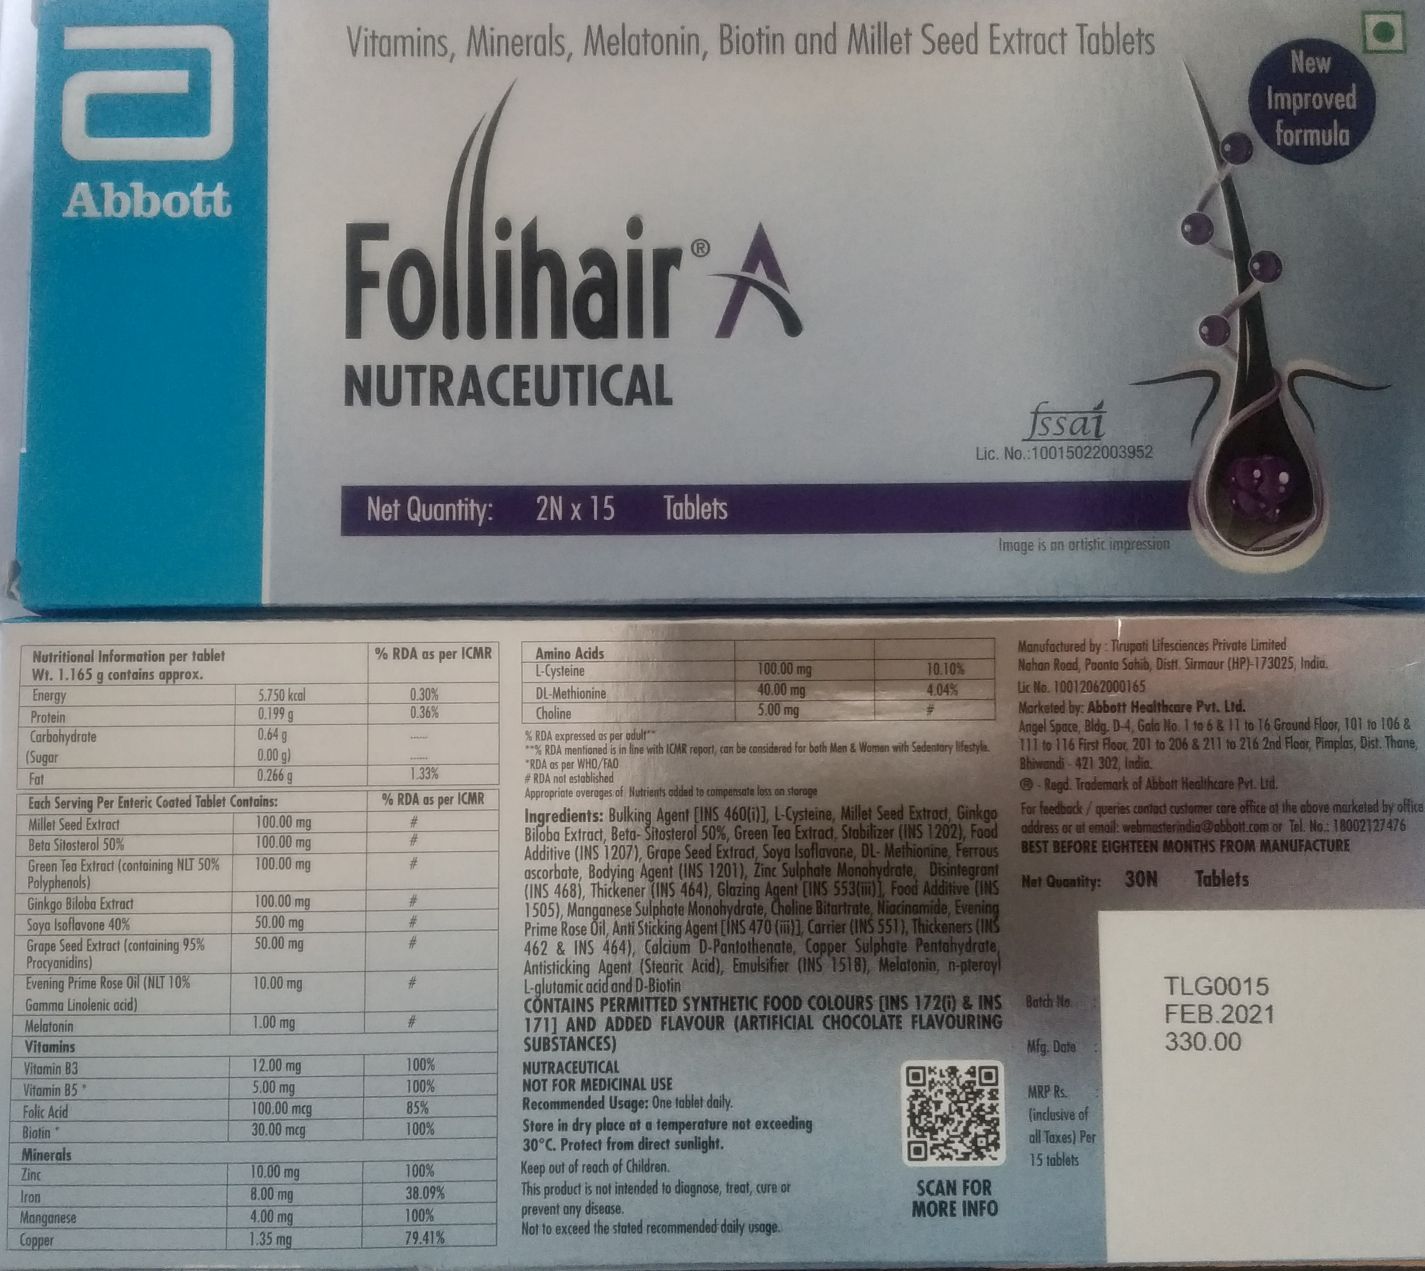 Abbott
Vitamins, Minerals, Melatonin, Biotin and Millet Seed Extract Tablets
New
Improved
formula
Follihair® A
NUTRACEUTICAL
fssai
Lic. No.:10015022003952
Net Quantity: 2N x 15 Tablets
Image is an artistic impression
Nutritional Information per tablet % RDA as per ICMR
Wt. 1.165 g contains approx.
Energy 5.750 kcal 0.30%
Protein 0.199 g 0.36%
Carbohydrate 0.64 g ......
(Sugar 0.00 g) ......
Fat 0.266 g 1.33%
Each Serving Per Enteric Coated Tablet Contains: % RDA as per ICMR
Millet Seed Extract 100.00 mg #
Beta Sitosterol 50% 100.00 mg #
Green Tea Extract (containing NLT 50% 100.00 mg #
Polyphenols)
Ginkgo Biloba Extract 100.00 mg #
Soya Isoflavone 40% 50.00 mg #
Grape Seed Extract (containing 95% 50.00 mg #
Procyanidins)
Evening Prime Rose Oil (NLT 10% 10.00 mg #
Gamma Linolenic acid)
Melatonin 1.00 mg #
Vitamins
Vitamin B3 12.00 mg 100%
Vitamin B5 * 5.00 mg 100%
Folic Acid 100.00 mcg 85%
Biotin * 30.00 mcg 100%
Minerals
Zinc 10.00 mg 100%
Iron 8.00 mg 38.09%
Manganese 4.00 mg 100%
Copper 1.35 mg 79.41%
Amino Acids
L-Cysteine 100.00 mg 10.10%
DL-Methionine 40.00 mg 4.04%
Choline 5.00 mg #
% RDA expressed as per adult**
**% RDA mentioned is in line with ICMR report, can be considered for both Men & Women with Sedentary lifestyle.
*RDA as per WHO/FAO
# RDA not established
Appropriate overages of Nutrients added to compensate loss on storage
Ingredients: Bulking Agent [INS 460(i)], L-Cysteine, Millet Seed Extract, Ginkgo
Biloba Extract, Beta- Sitosterol 50%, Green Tea Extract, Stabilizer (INS 1202), Food
Additive (INS 1207), Grape Seed Extract, Soya Isoflavone, DL- Methionine, Ferrous
ascorbate, Bodying Agent (INS 1201), Zinc Sulphate Monohydrate, Disintegrant
(INS 468), Thickener (INS 464), Glazing Agent [INS 553(iii)], Food Additive (INS
1505), Manganese Sulphate Monohydrate, Choline Bitartrate, Niacinamide, Evening
Prime Rose Oil, Anti Sticking Agent [INS 470 (iii)], Carrier (INS 551), Thickeners (INS
462 & INS 464), Calcium D-Pantothenate, Copper Sulphate Pentahydrate,
Antisticking Agent (Stearic Acid), Emulsifier (INS 1518), Melatonin, n-pteroyl
L-glutamic acid and D-Biotin
CONTAINS PERMITTED SYNTHETIC FOOD COLOURS [INS 172(i) & INS
171] AND ADDED FLAVOUR (ARTIFICIAL CHOCOLATE FLAVOURING
SUBSTANCES)
NUTRACEUTICAL
NOT FOR MEDICINAL USE
Recommended Usage: One tablet daily.
Store in dry place at a temperature not exceeding
30°C. Protect from direct sunlight.
Keep out of reach of Children.
This product is not intended to diagnose, treat, cure or
prevent any disease.
Not to exceed the stated recommended daily usage.
SCAN FOR
MORE INFO
Manufactured by : Tirupati Lifesciences Private Limited
Nahan Road, Paonta Sahib, Distt. Sirmaur (HP)-173025, India.
Lic No. 10012062000165
Marketed by: Abbott Healthcare Pvt. Ltd.
Angel Space, Bldg. D-4, Gala No. 1 to 6 & 11 to 16 Ground Floor, 101 to 106 &
111 to 116 First Floor, 201 to 206 & 211 to 216 2nd Floor, Pimplas, Dist. Thane,
Bhiwandi - 421 302, India.
® - Regd. Trademark of Abbott Healthcare Pvt. Ltd.
For feedback / queries contact customer care office at the above marketed by office
address or at email: webmasterindia@abbott.com or Tel. No.: 18002127476
BEST BEFORE EIGHTEEN MONTHS FROM MANUFACTURE
Net Quantity: 30N Tablets
Batch No. : TLG0015
Mfg. Date : FEB.2021
MRP Rs. : 330.00
(inclusive of
all Taxes) Per
15 tablets